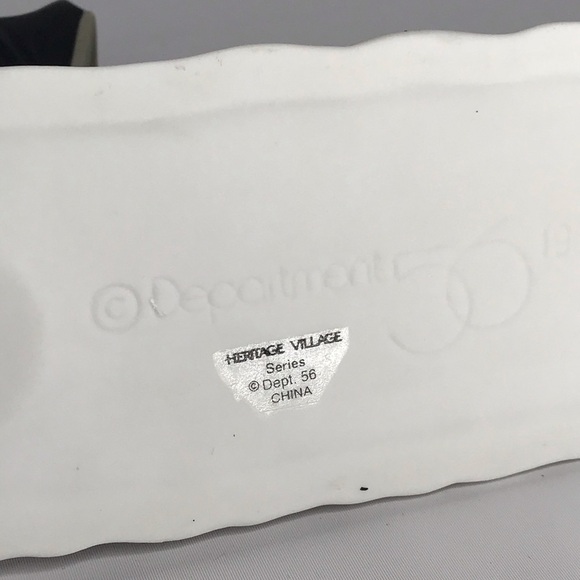 ©Department 56
HERITAGE VILLAGE
Series
© Dept. 56
CHINA